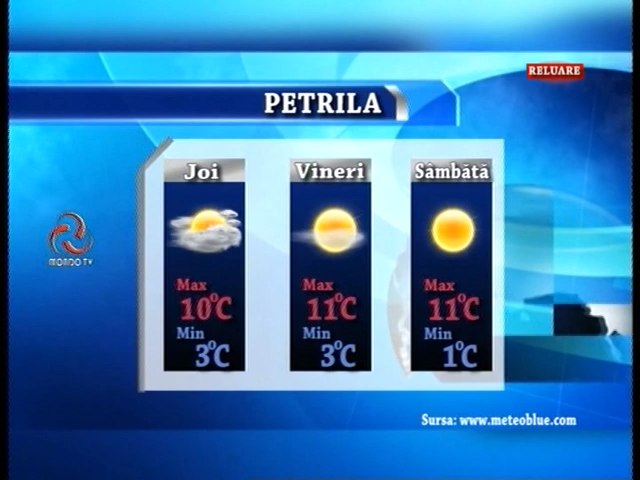 RELUARE
PETRILA
Joi
Max
10°C
Min
3°C
Vineri
Max
11°C
Min
3°C
Sâmbătă
Max
11°C
Min
1°C
MONDO TV
Sursa: www.meteoblue.com